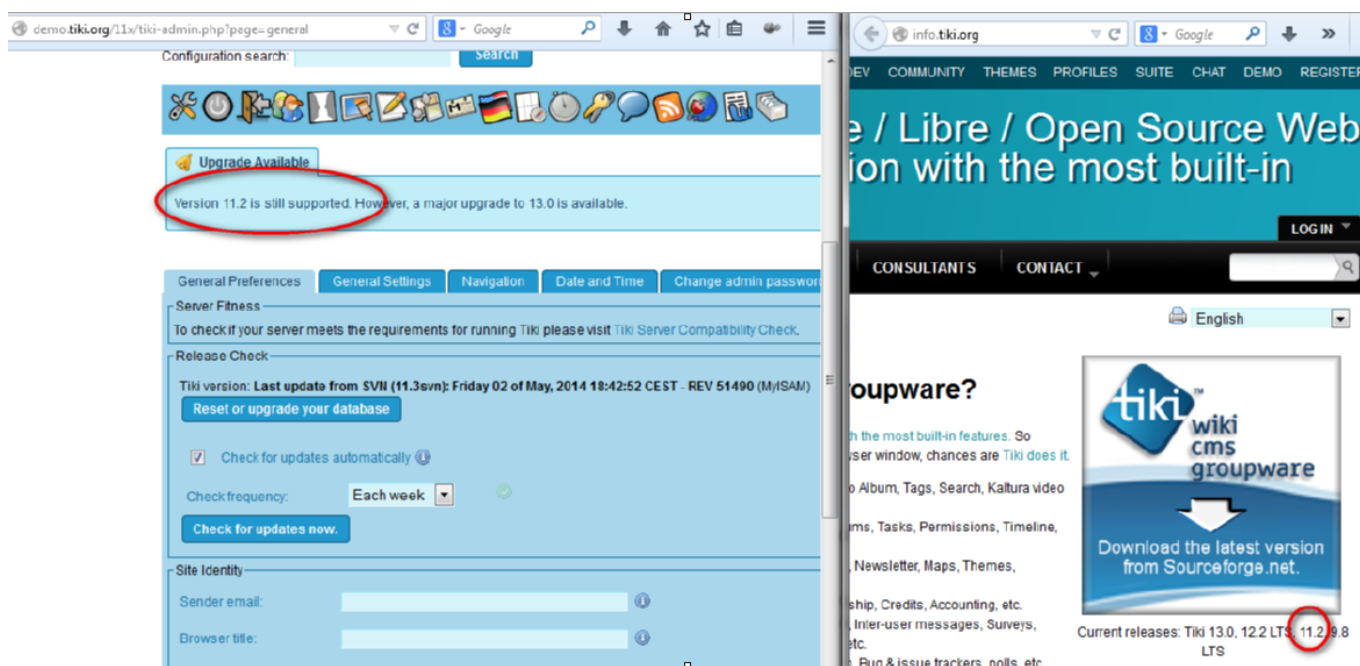 demo.tiki.org/11x/tiki-admin.php?page=general
Google
Configuration search:
Search
Upgrade Available
Version 11.2 is still supported. However, a major upgrade to 13.0 is available.
General Preferences
General Settings
Navigation
Date and Time
Change admin passwor
Server Fitness
To check if your server meets the requirements for running Tiki please visit Tiki Server Compatibility Check.
Release Check
Tiki version: Last update from SVN (11.3svn): Friday 02 of May, 2014 18:42:52 CEST - REV 51490 (MyISAM)
Reset or upgrade your database
Check for updates automatically
Check frequency:
Each week
Check for updates now.
Site Identity
Sender email:
Browser title:
info.tiki.org
Google
DEV COMMUNITY THEMES PROFILES SUITE CHAT DEMO REGISTER
e / Libre / Open Source Web
ion with the most built-in
LOG IN
CONSULTANTS
CONTACT
English
oupware?
h the most built-in features. So
wser window, chances are Tiki does it.
o Album, Tags, Search, Kaltura video
ms, Tasks, Permissions, Timeline,
, Newsletter, Maps, Themes,
ship, Credits, Accounting, etc.
Inter-user messages, Surveys,
etc.
Bug & issue trackers, polls, etc
tiki™
wiki
cms
groupware
Download the latest version
from Sourceforge.net.
Current releases: Tiki 13.0, 12.2 LTS, 11.2, 9.8
LTS